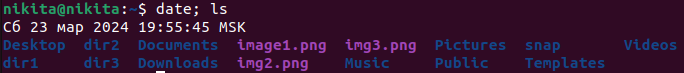 nikita@nikita:~$ date; ls
Сб 23 мар 2024 19:55:45 MSK
Desktop dir2 Documents image1.png img3.png Pictures snap Videos
dir1 dir3 Downloads img2.png Music Public Templates